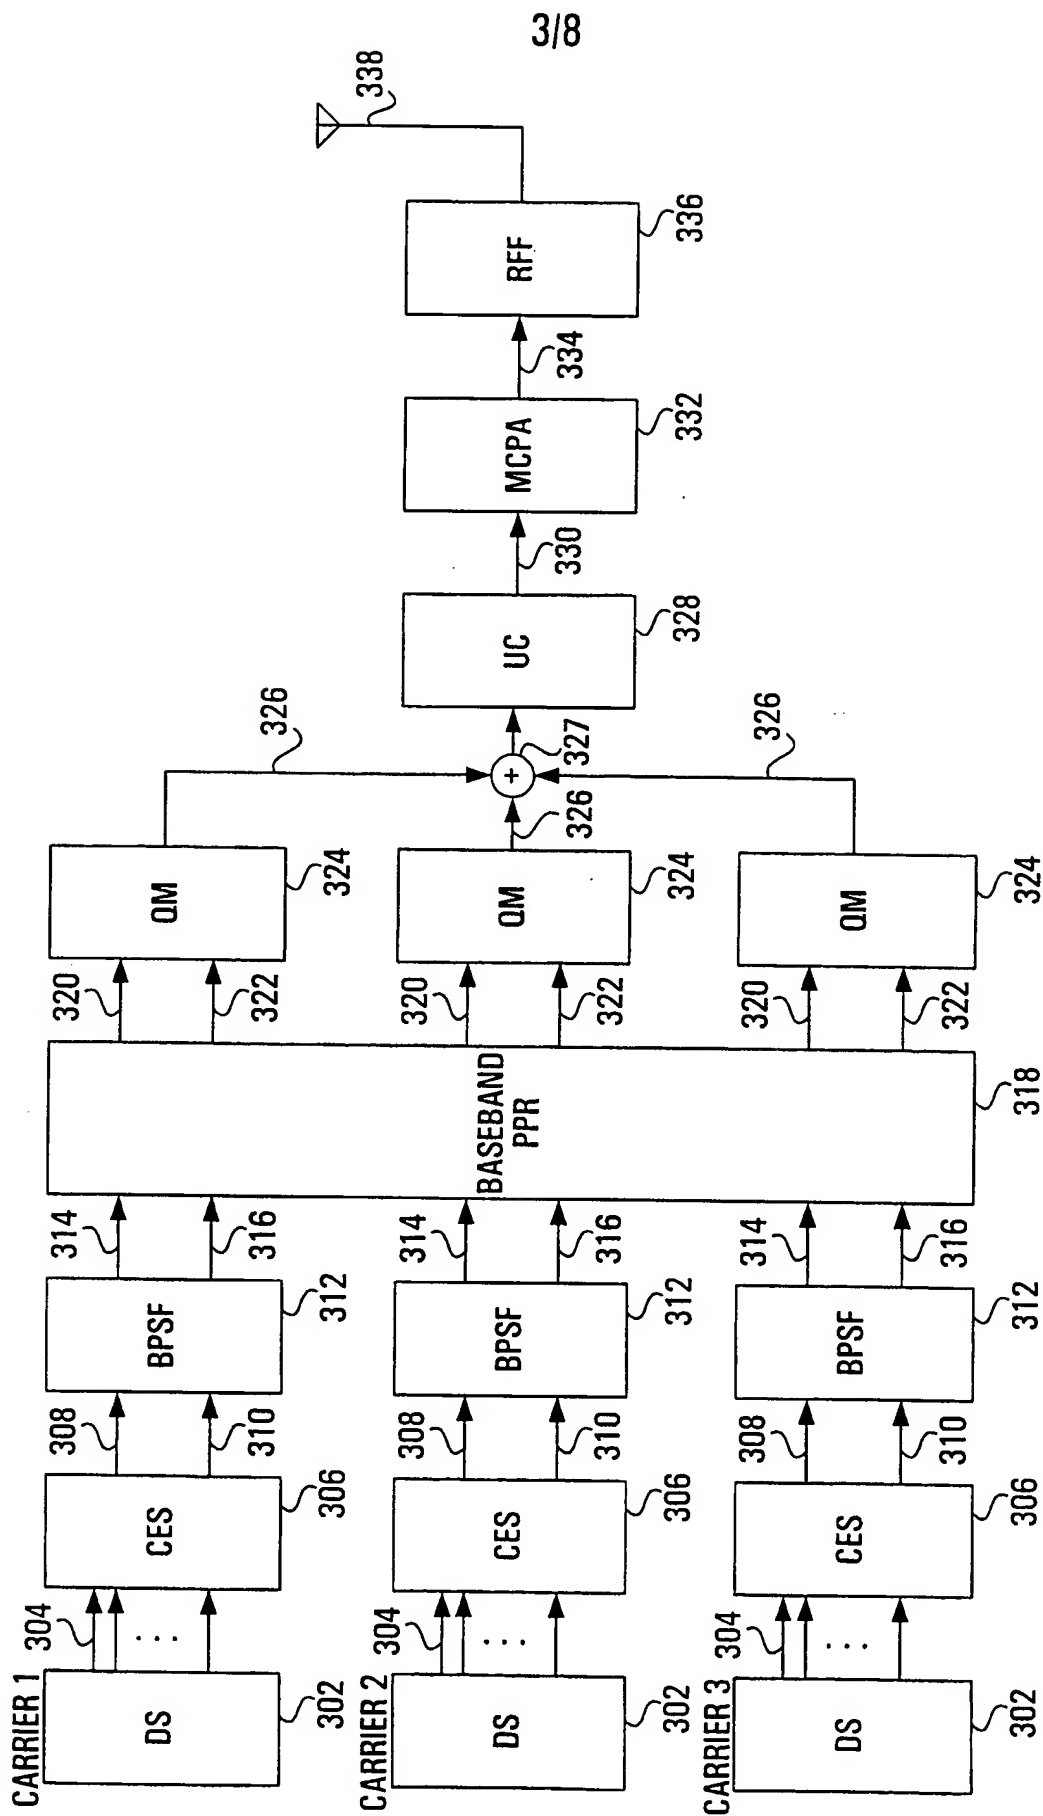 3/8
CARRIER 1
DS
302
304
. . .
CES
306
308
310
BPSF
312
314
316
320
322
QM
324
326
CARRIER 2
DS
302
304
. . .
CES
306
308
310
BPSF
312
314
316
BASEBAND
PPR
318
320
322
QM
324
326
+
327
UC
328
330
MCPA
332
334
RFF
336
338
CARRIER 3
DS
302
304
. . .
CES
306
308
310
BPSF
312
314
316
320
322
QM
324
326